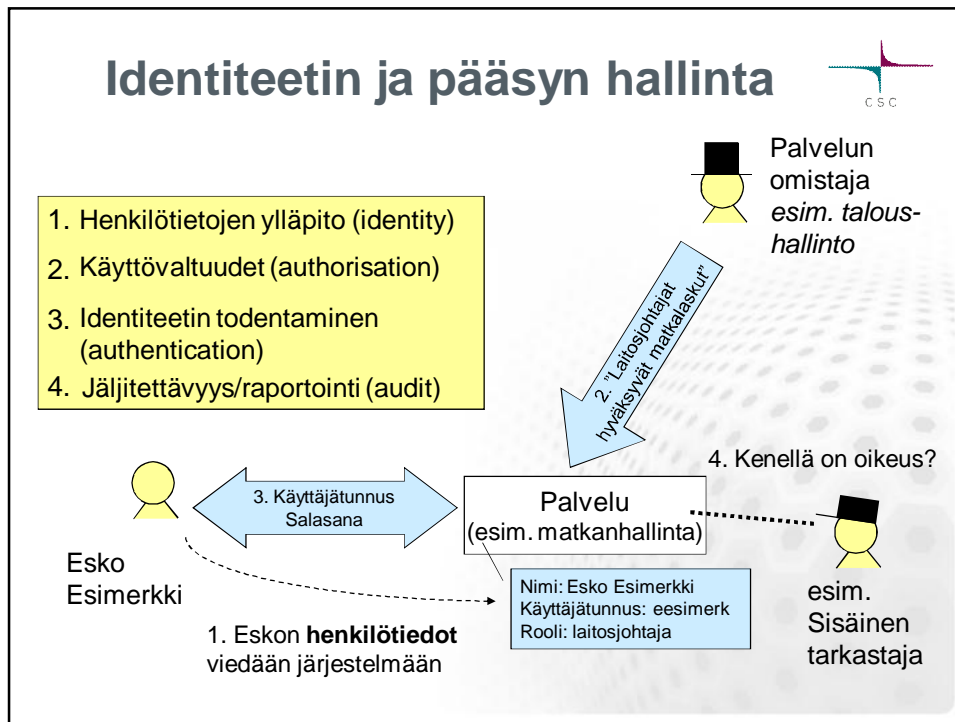 Identiteetin ja pääsyn hallinta
CSC
Palvelun
omistaja
esim. talous-
hallinto
1. Henkilötietojen ylläpito (identity)
2. Käyttövaltuudet (authorisation)
3. Identiteetin todentaminen
(authentication)
4. Jäljitettävyys/raportointi (audit)
2. ”Laitosjohtajat
hyväksyvät matkalaskut”
4. Kenellä on oikeus?
3. Käyttäjätunnus
Salasana
Palvelu
(esim. matkanhallinta)
Esko
Esimerkki
Nimi: Esko Esimerkki
Käyttäjätunnus: eesimerk
Rooli: laitosjohtaja
esim.
Sisäinen
tarkastaja
1. Eskon henkilötiedot
viedään järjestelmään